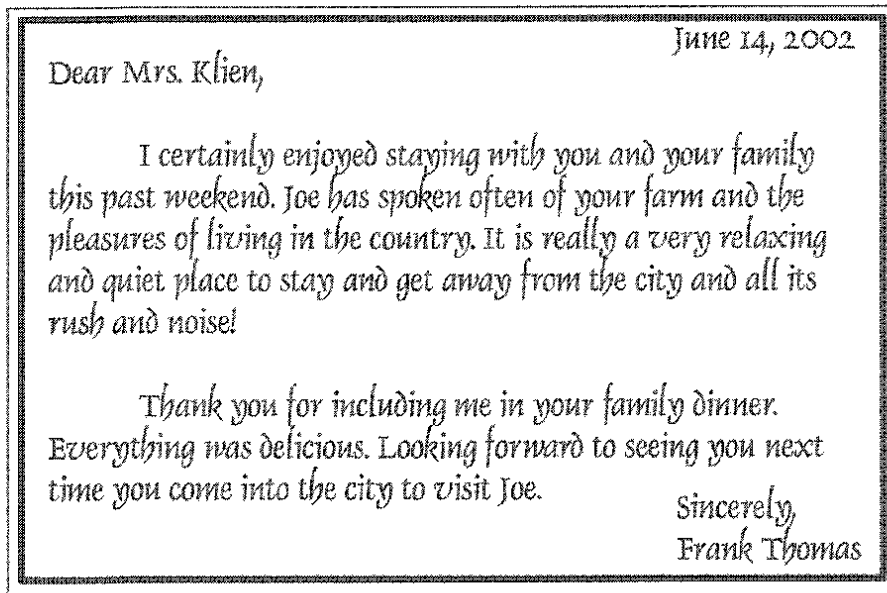 June 14, 2002
Dear Mrs. Klien,
I certainly enjoyed staying with you and your family
this past weekend. Joe has spoken often of your farm and the
pleasures of living in the country. It is really a very relaxing
and quiet place to stay and get away from the city and all its
rush and noise!
Thank you for including me in your family dinner.
Everything was delicious. Looking forward to seeing you next
time you come into the city to visit Joe.
Sincerely,
Frank Thomas